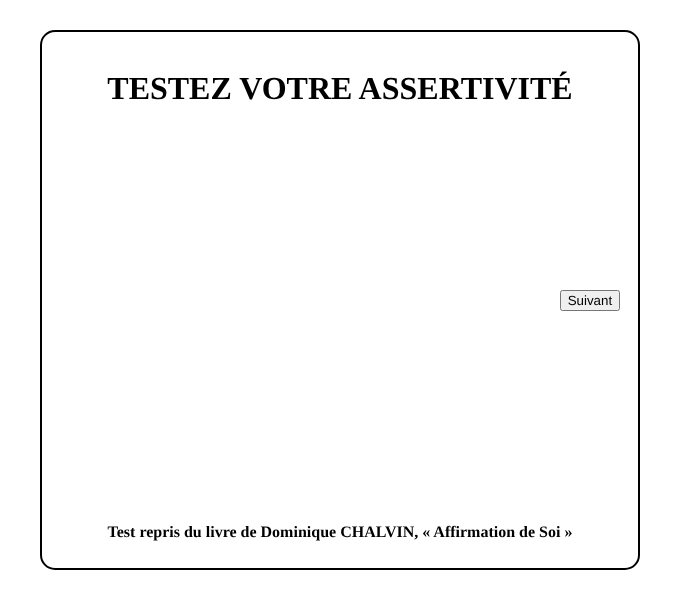 TESTEZ VOTRE ASSERTIVITÉ
Suivant
Test repris du livre de Dominique CHALVIN, « Affirmation de Soi »